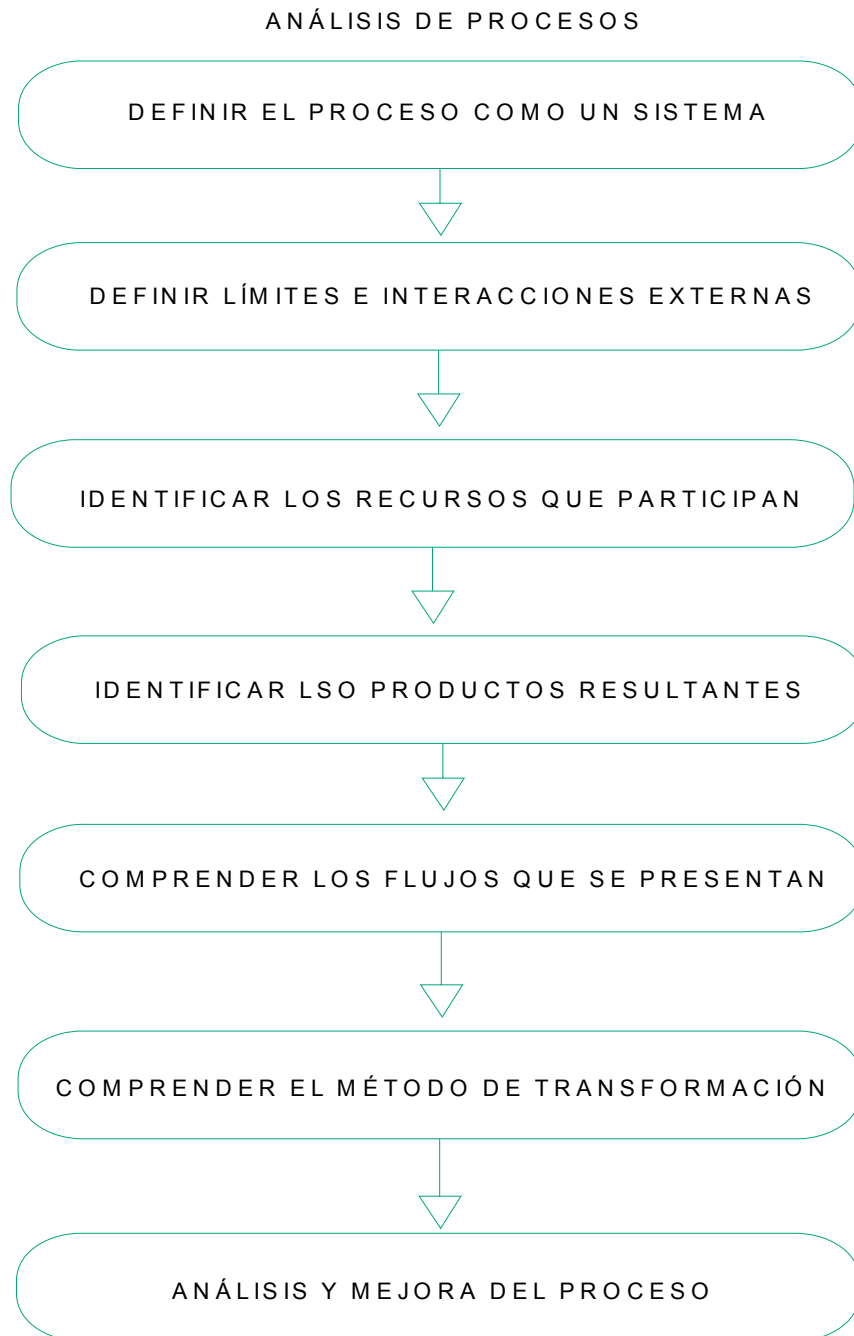 ANÁLISIS DE PROCESOS
DEFINIR EL PROCESO COMO UN SISTEMA
DEFINIR LÍMITES E INTERACCIONES EXTERNAS
IDENTIFICAR LOS RECURSOS QUE PARTICIPAN
IDENTIFICAR LSO PRODUCTOS RESULTANTES
COMPRENDER LOS FLUJOS QUE SE PRESENTAN
COMPRENDER EL MÉTODO DE TRANSFORMACIÓN
ANÁLISIS Y MEJORA DEL PROCESO